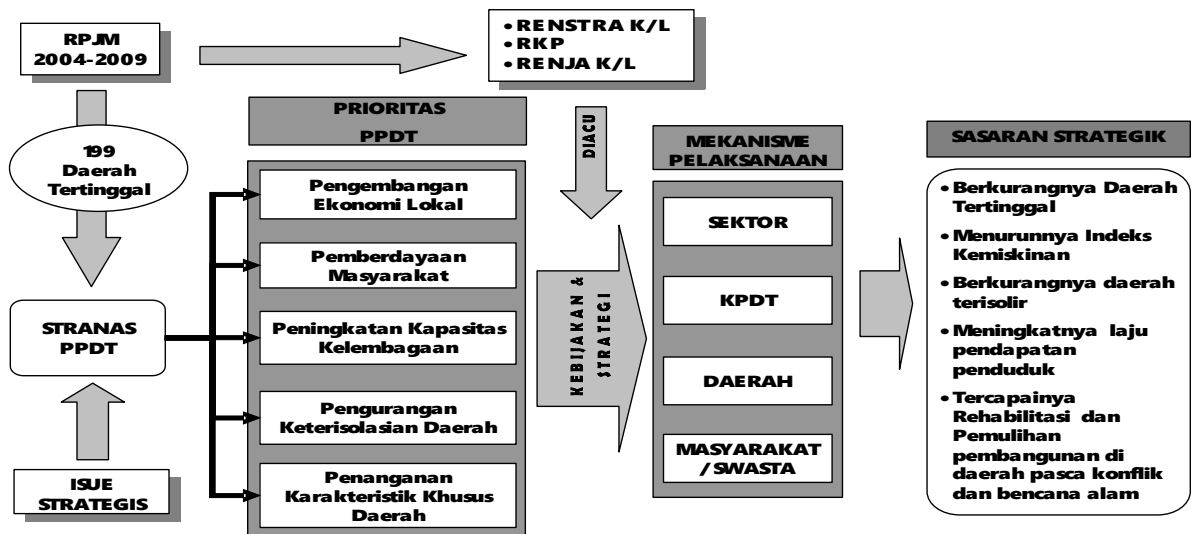 RPJM
2004-2009
• RENSTRA K/L
• RKP
• RENJA K/L
199
Daerah
Tertinggal
STRANAS
PPDT
ISUE
STRATEGIS
PRIORITAS
PPDT
Pengembangan
Ekonomi Lokal
Pemberdayaan
Masyarakat
Peningkatan Kapasitas
Kelembagaan
Pengurangan
Keterisolasian Daerah
Penanganan
Karakteristik Khusus
Daerah
DIACU
KEBIJAKAN &
STRATEGI
MEKANISME
PELAKSANAAN
SEKTOR
KPDT
DAERAH
MASYARAKAT
/SWASTA
SASARAN STRATEGIK
• Berkurangnya Daerah
Tertinggal
• Menurunnya Indeks
Kemiskinan
• Berkurangnya daerah
terisolir
• Meningkatnya laju
pendapatan
penduduk
• Tercapainya
Rehabilitasi dan
Pemulihan
pembangunan di
daerah pasca konflik
dan bencana alam